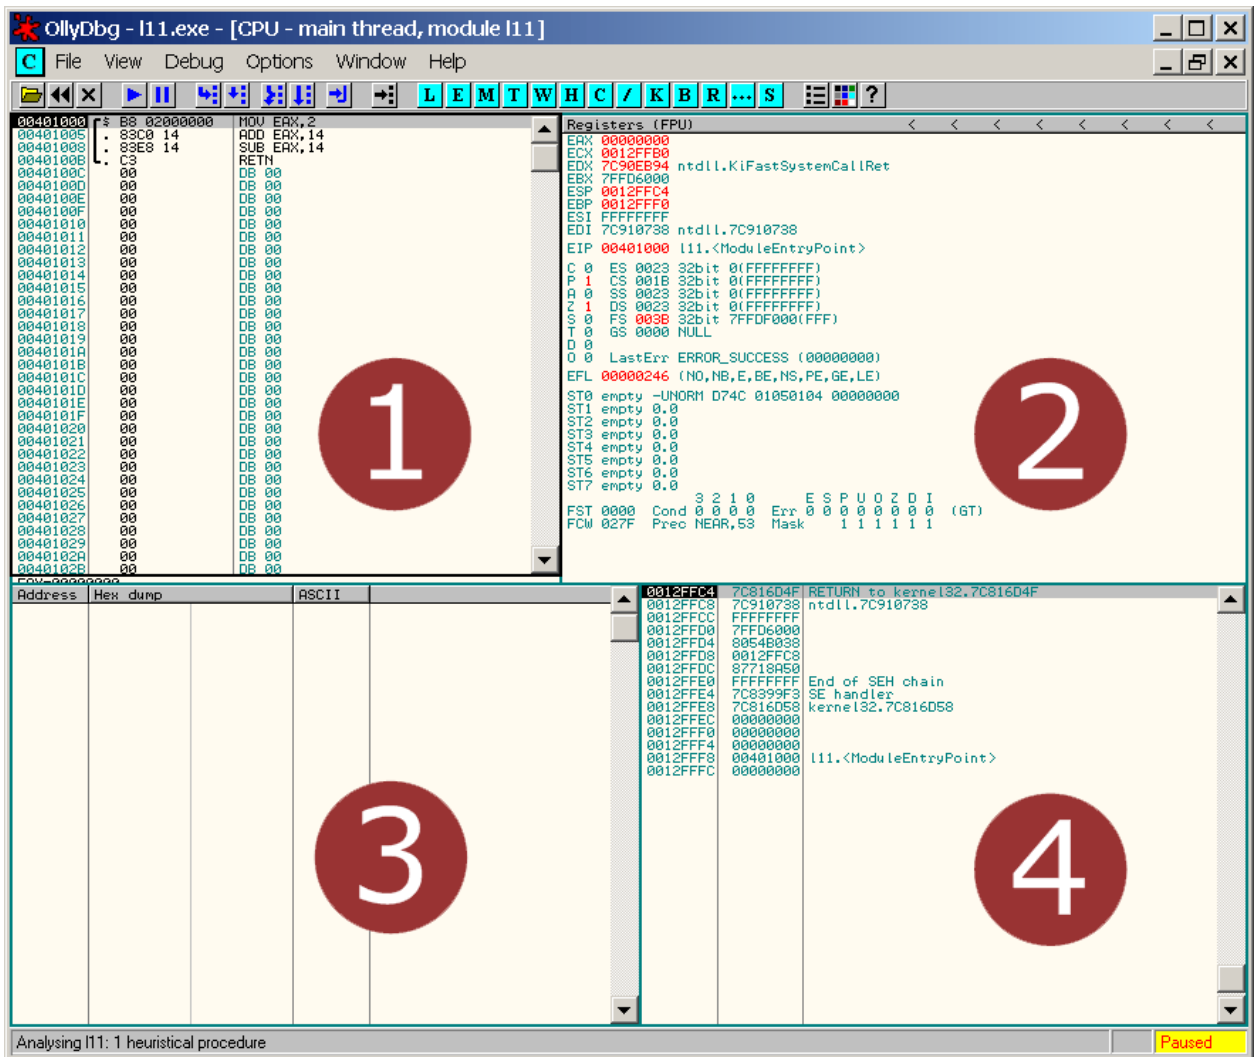 OllyDbg - l11.exe - [CPU - main thread, module l11]
C File View Debug Options Window Help
L E M T W H C / K B R ... S ?
00401000 $ B8 02000000 MOV EAX,2
00401005 . 83C0 14 ADD EAX,14
00401008 . 83E8 14 SUB EAX,14
0040100B . C3 RETN
0040100C 00 DB 00
0040100D 00 DB 00
0040100E 00 DB 00
0040100F 00 DB 00
00401010 00 DB 00
00401011 00 DB 00
00401012 00 DB 00
00401013 00 DB 00
00401014 00 DB 00
00401015 00 DB 00
00401016 00 DB 00
00401017 00 DB 00
00401018 00 DB 00
00401019 00 DB 00
0040101A 00 DB 00
0040101B 00 DB 00
0040101C 00 DB 00
0040101D 00 DB 00
0040101E 00 DB 00
0040101F 00 DB 00
00401020 00 DB 00
00401021 00 DB 00
00401022 00 DB 00
00401023 00 DB 00
00401024 00 DB 00
00401025 00 DB 00
00401026 00 DB 00
00401027 00 DB 00
00401028 00 DB 00
00401029 00 DB 00
0040102A 00 DB 00
0040102B 00 DB 00
EAX=00000000
1
Registers (FPU) < < < < < < < <
EAX 00000000
ECX 0012FFB0
EDX 7C90EB94 ntdll.KiFastSystemCallRet
EBX 7FFD6000
ESP 0012FFC4
EBP 0012FFF0
ESI FFFFFFFF
EDI 7C910738 ntdll.7C910738
EIP 00401000 l11.<ModuleEntryPoint>
C 0 ES 0023 32bit 0(FFFFFFFF)
P 1 CS 001B 32bit 0(FFFFFFFF)
A 0 SS 0023 32bit 0(FFFFFFFF)
Z 1 DS 0023 32bit 0(FFFFFFFF)
S 0 FS 003B 32bit 7FFDF000(FFF)
T 0 GS 0000 NULL
D 0
O 0 LastErr ERROR_SUCCESS (00000000)
EFL 00000246 (NO,NB,E,BE,NS,PE,GE,LE)
ST0 empty -UNORM D74C 01050104 00000000
ST1 empty 0.0
ST2 empty 0.0
ST3 empty 0.0
ST4 empty 0.0
ST5 empty 0.0
ST6 empty 0.0
ST7 empty 0.0
3 2 1 0 E S P U O Z D I
FST 0000 Cond 0 0 0 0 Err 0 0 0 0 0 0 0 0 (GT)
FCW 027F Prec NEAR,53 Mask 1 1 1 1 1 1
2
Address Hex dump ASCII
3
0012FFC4 7C816D4F RETURN to kernel32.7C816D4F
0012FFC8 7C910738 ntdll.7C910738
0012FFCC FFFFFFFF
0012FFD0 7FFD6000
0012FFD4 8054B038
0012FFD8 0012FFC8
0012FFDC 87718A50
0012FFE0 FFFFFFFF End of SEH chain
0012FFE4 7C8399F3 SE handler
0012FFE8 7C816D58 kernel32.7C816D58
0012FFEC 00000000
0012FFF0 00000000
0012FFF4 00000000
0012FFF8 00401000 l11.<ModuleEntryPoint>
0012FFFC 00000000
4
Analysing l11: 1 heuristical procedure
Paused